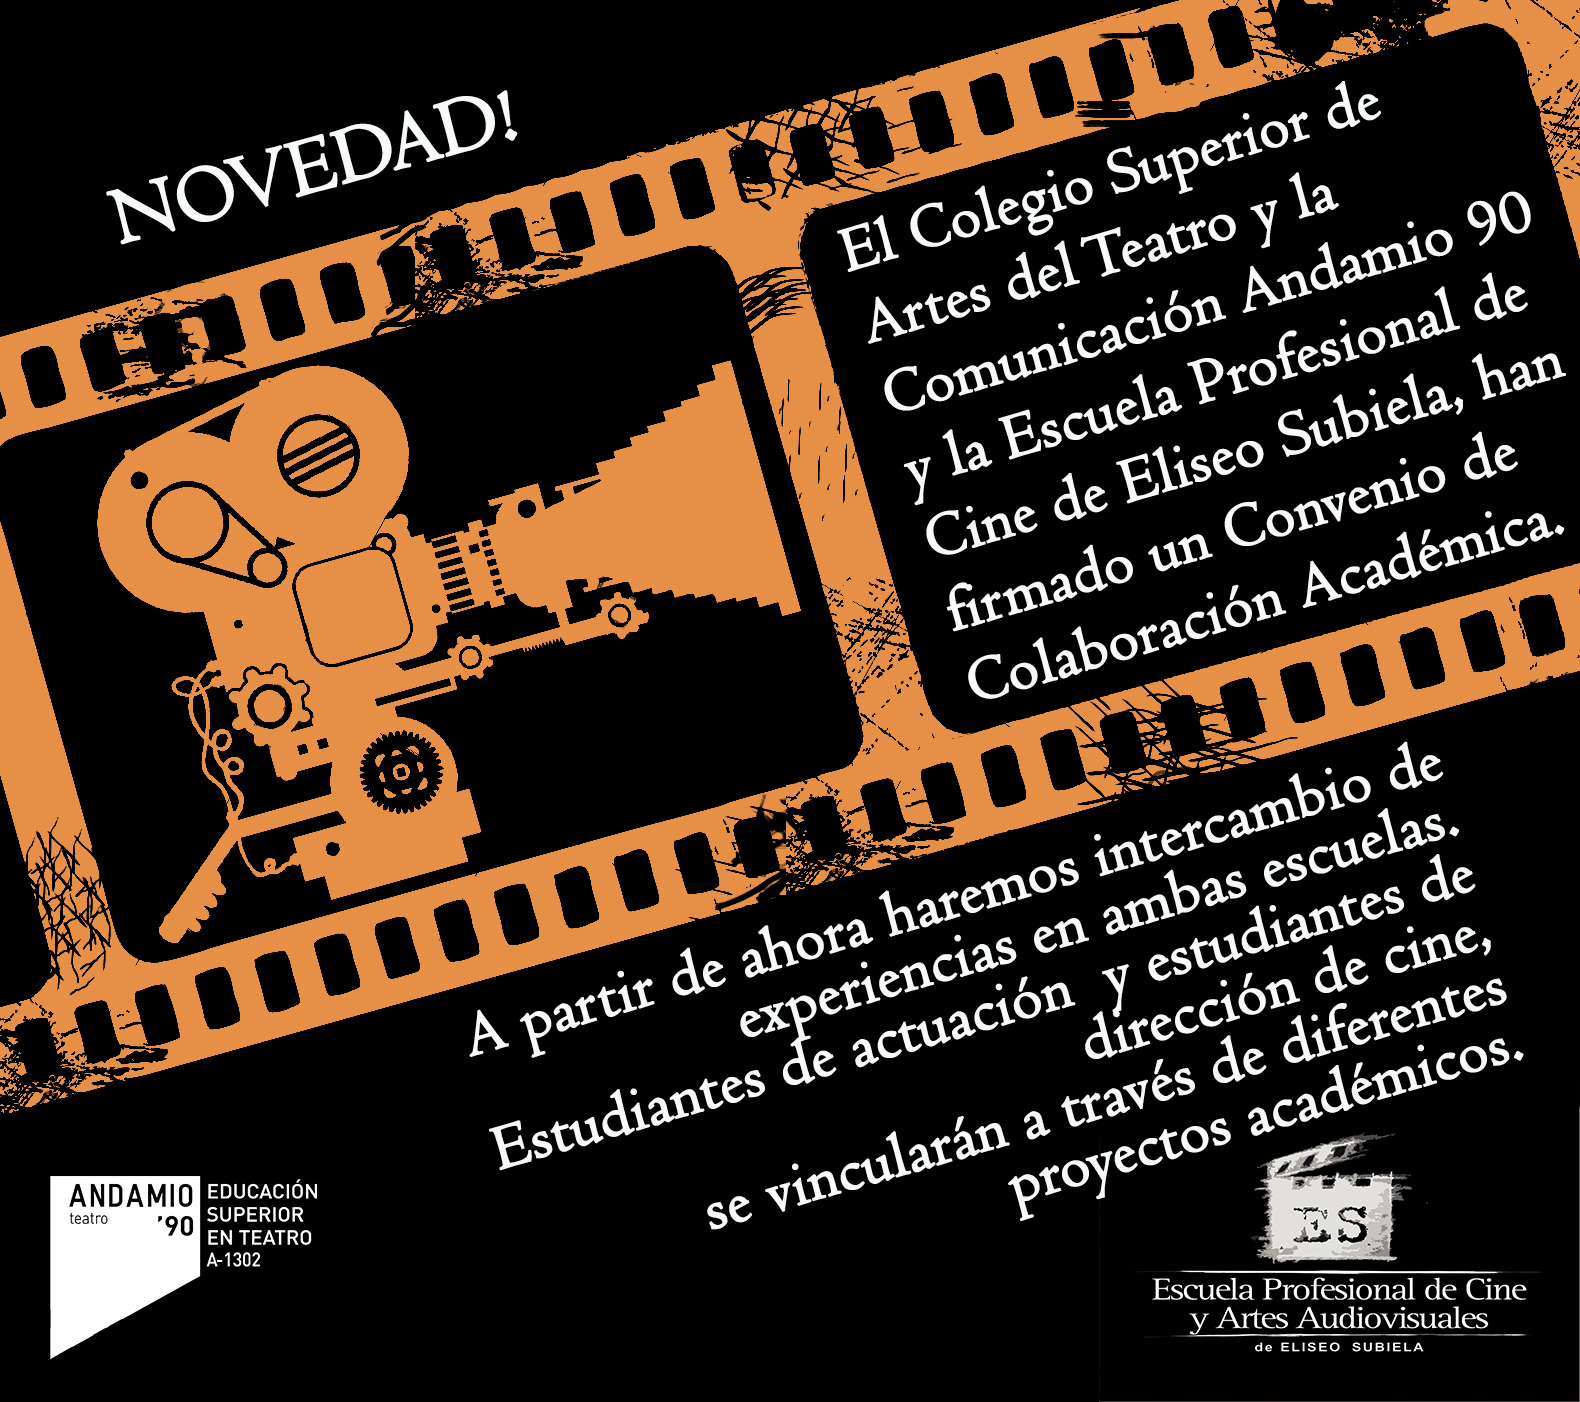 NOVEDAD!
El Colegio Superior de
Artes del Teatro y la
Comunicación Andamio 90
y la Escuela Profesional de
Cine de Eliseo Subiela, han
firmado un Convenio de
Colaboración Académica.
A partir de ahora haremos intercambio de
experiencias en ambas escuelas.
Estudiantes de actuación y estudiantes de
dirección de cine,
se vincularán a través de diferentes
proyectos académicos.
ANDAMIO
teatro '90
EDUCACIÓN
SUPERIOR
EN TEATRO
A-1302
ES
Escuela Profesional de Cine
y Artes Audiovisuales
de ELISEO SUBIELA